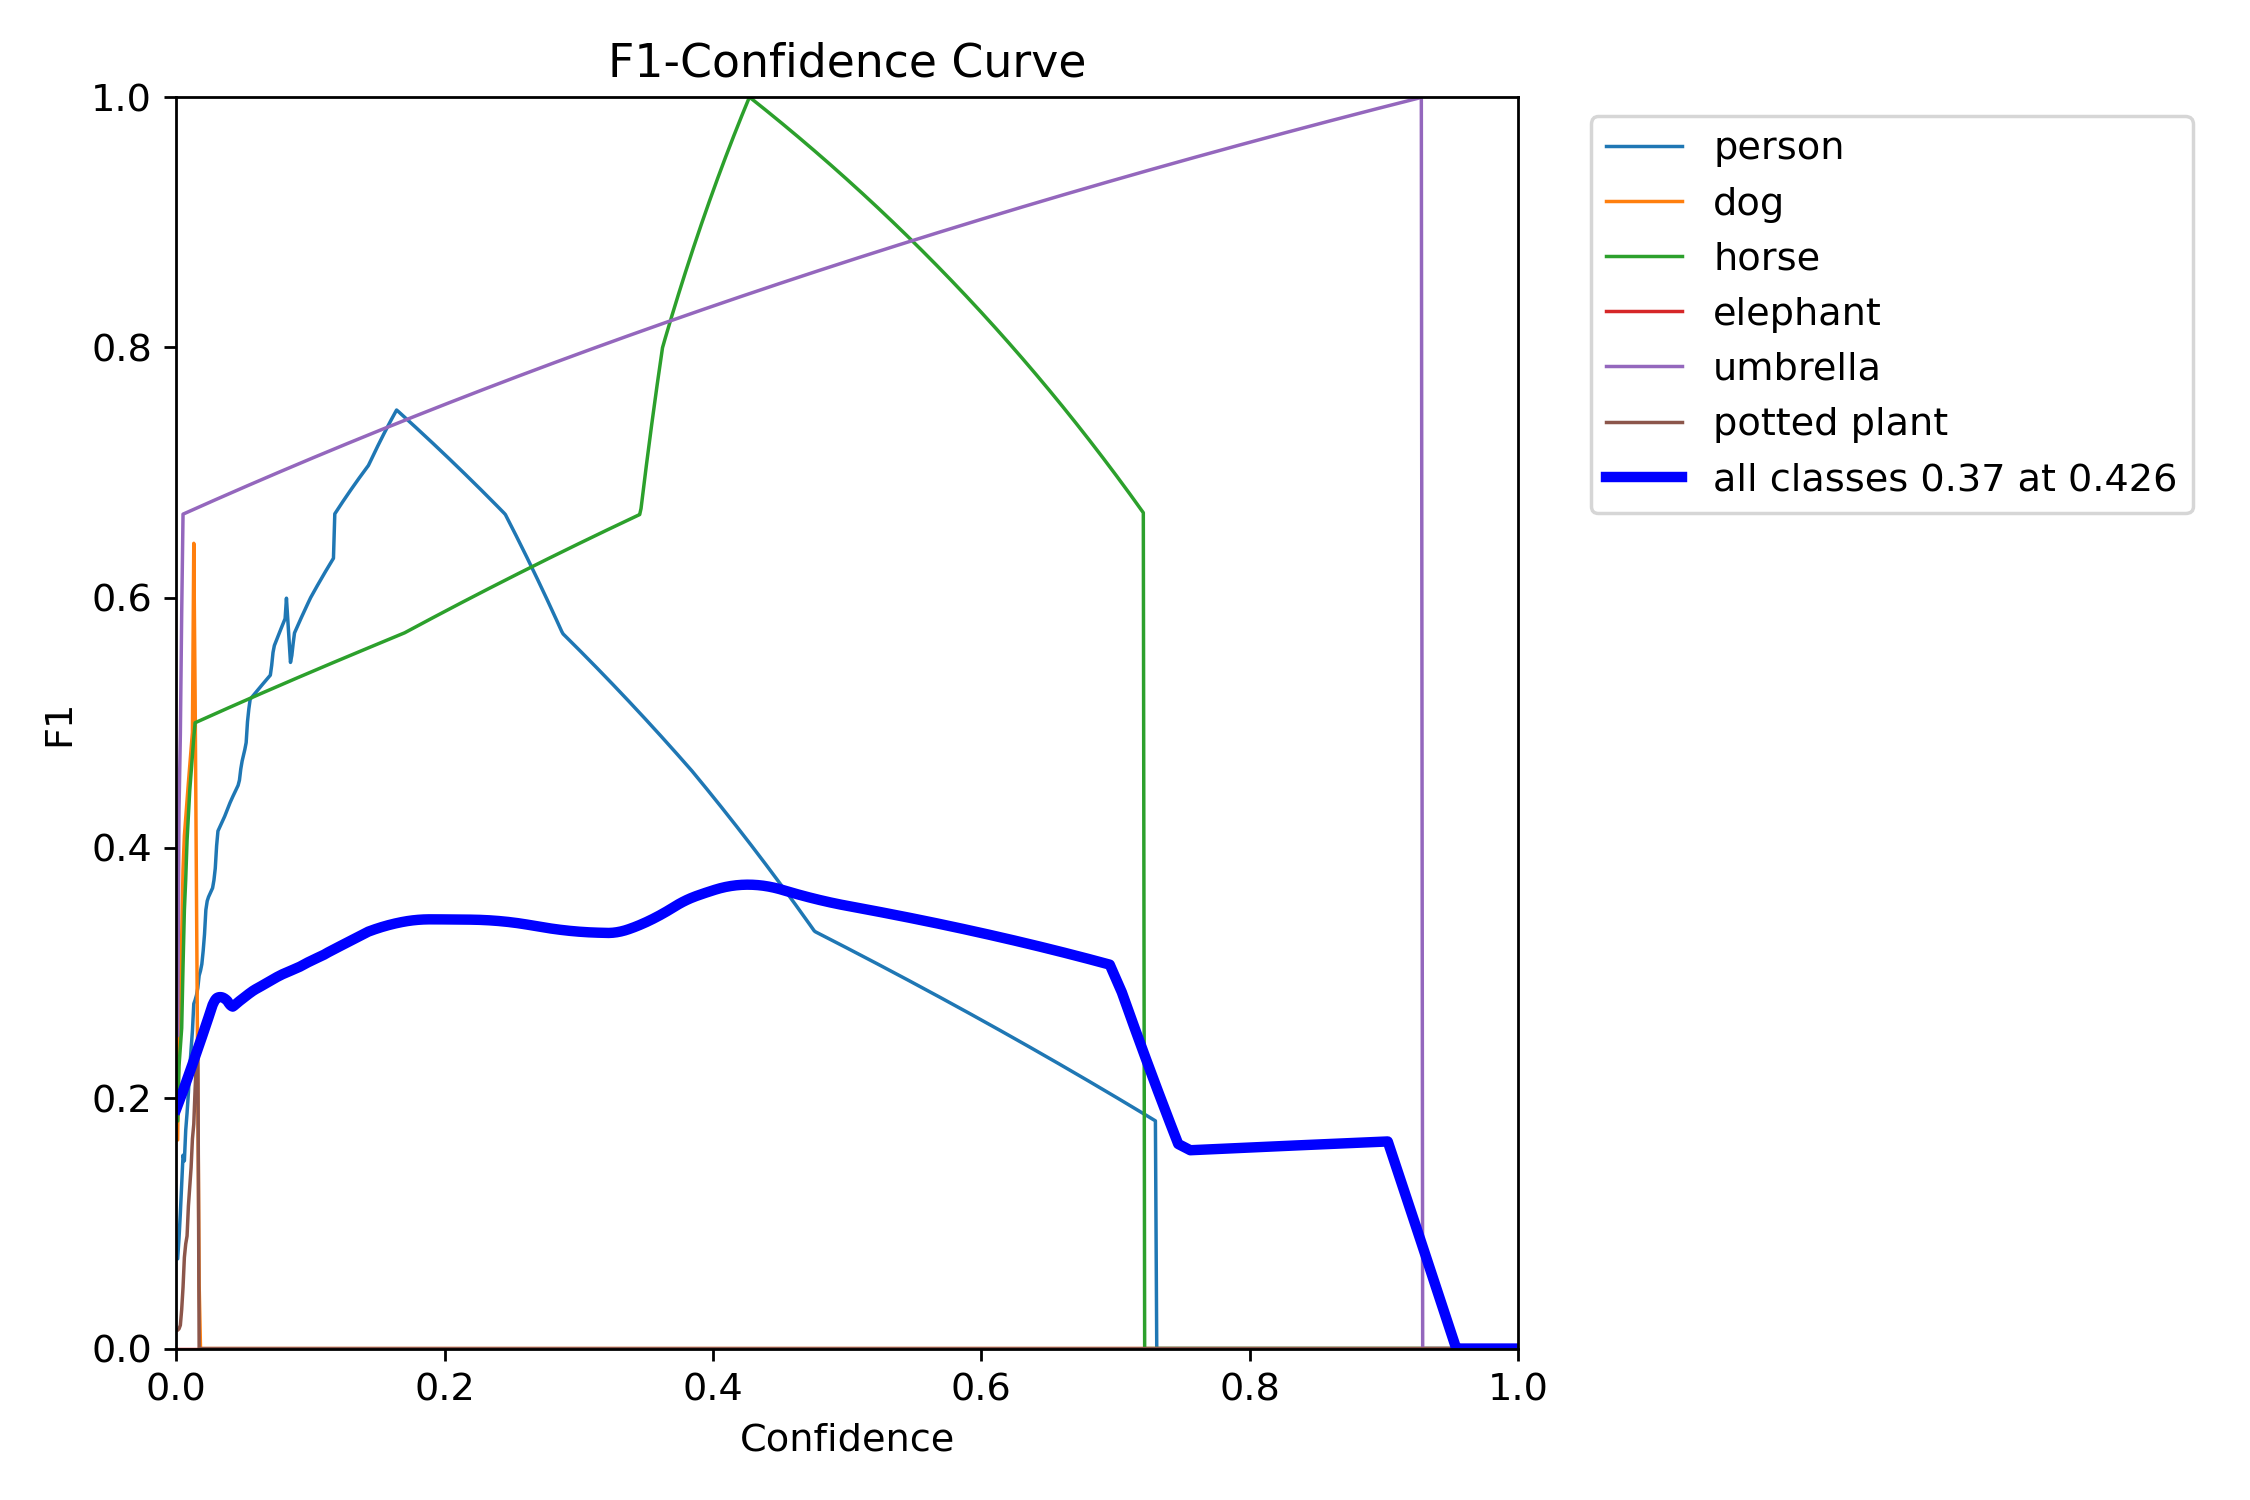 F1-Confidence Curve
1.0
0.8
0.6
0.4
0.2
0.0
F1
0.0 0.2 0.4 0.6 0.8 1.0
Confidence
person
dog
horse
elephant
umbrella
potted plant
all classes 0.37 at 0.426